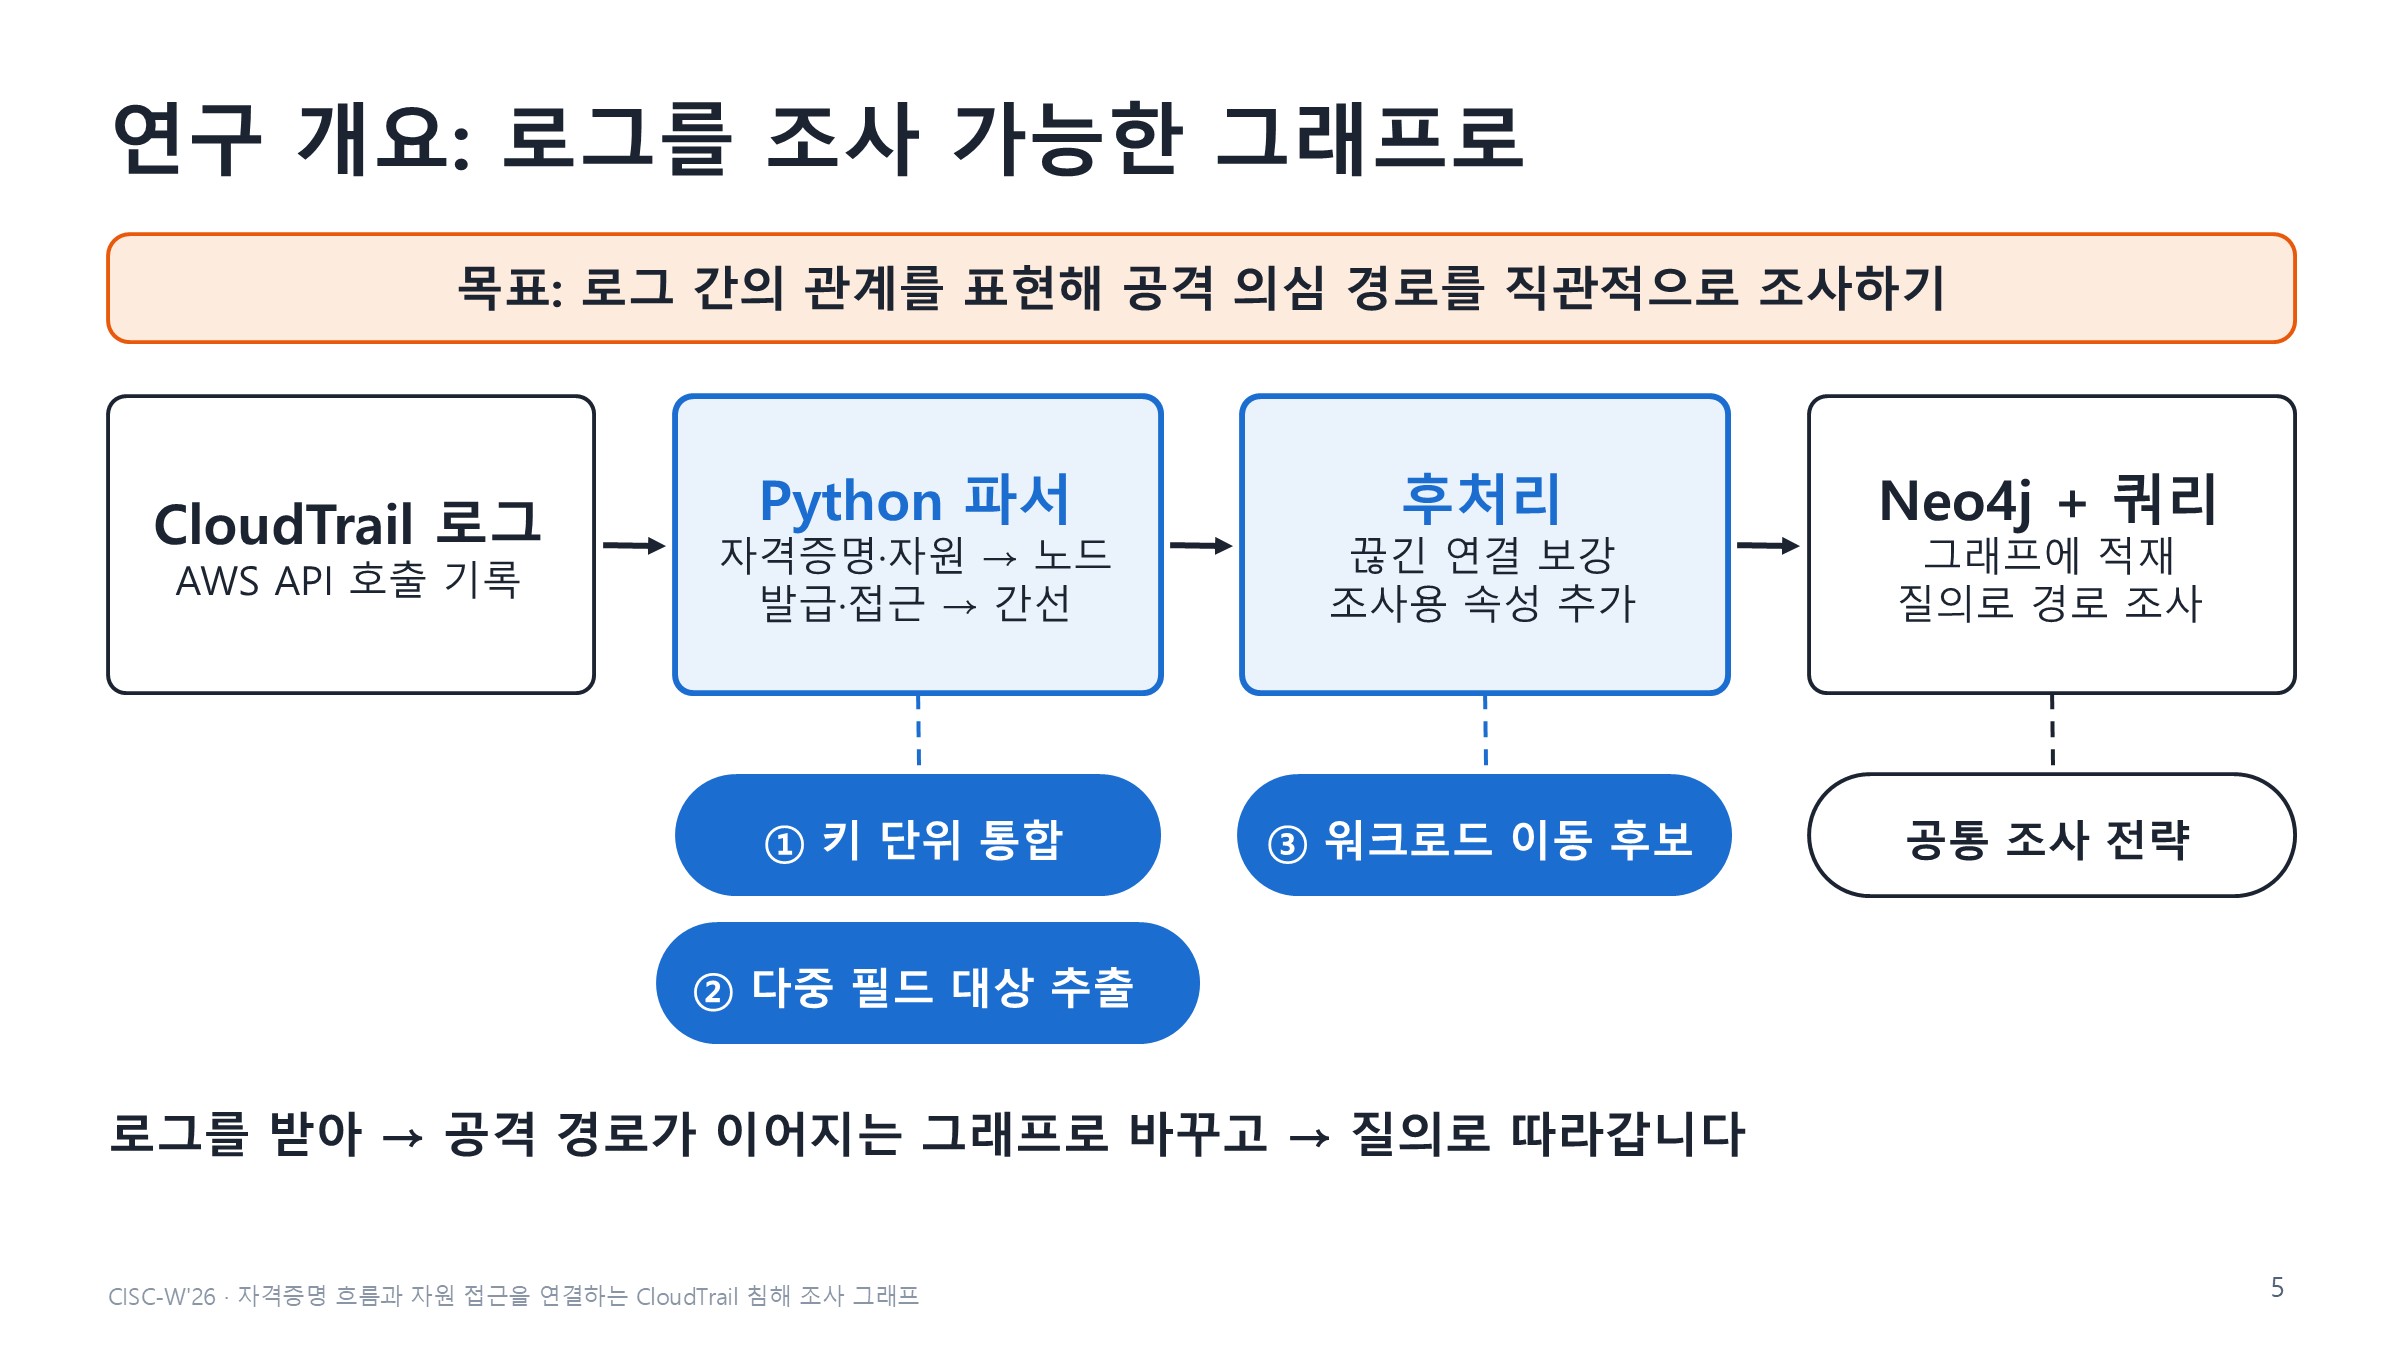 연구 개요: 로그를 조사 가능한 그래프로
목표: 로그 간의 관계를 표현해 공격 의심 경로를 직관적으로 조사하기
CloudTrail 로그
AWS API 호출 기록
Python 파서
자격증명·자원 → 노드
발급·접근 → 간선
후처리
끊긴 연결 보강
조사용 속성 추가
Neo4j + 쿼리
그래프에 적재
질의로 경로 조사
① 키 단위 통합
③ 워크로드 이동 후보
공통 조사 전략
② 다중 필드 대상 추출
로그를 받아 → 공격 경로가 이어지는 그래프로 바꾸고 → 질의로 따라갑니다
CISC-W'26 · 자격증명 흐름과 자원 접근을 연결하는 CloudTrail 침해 조사 그래프
5